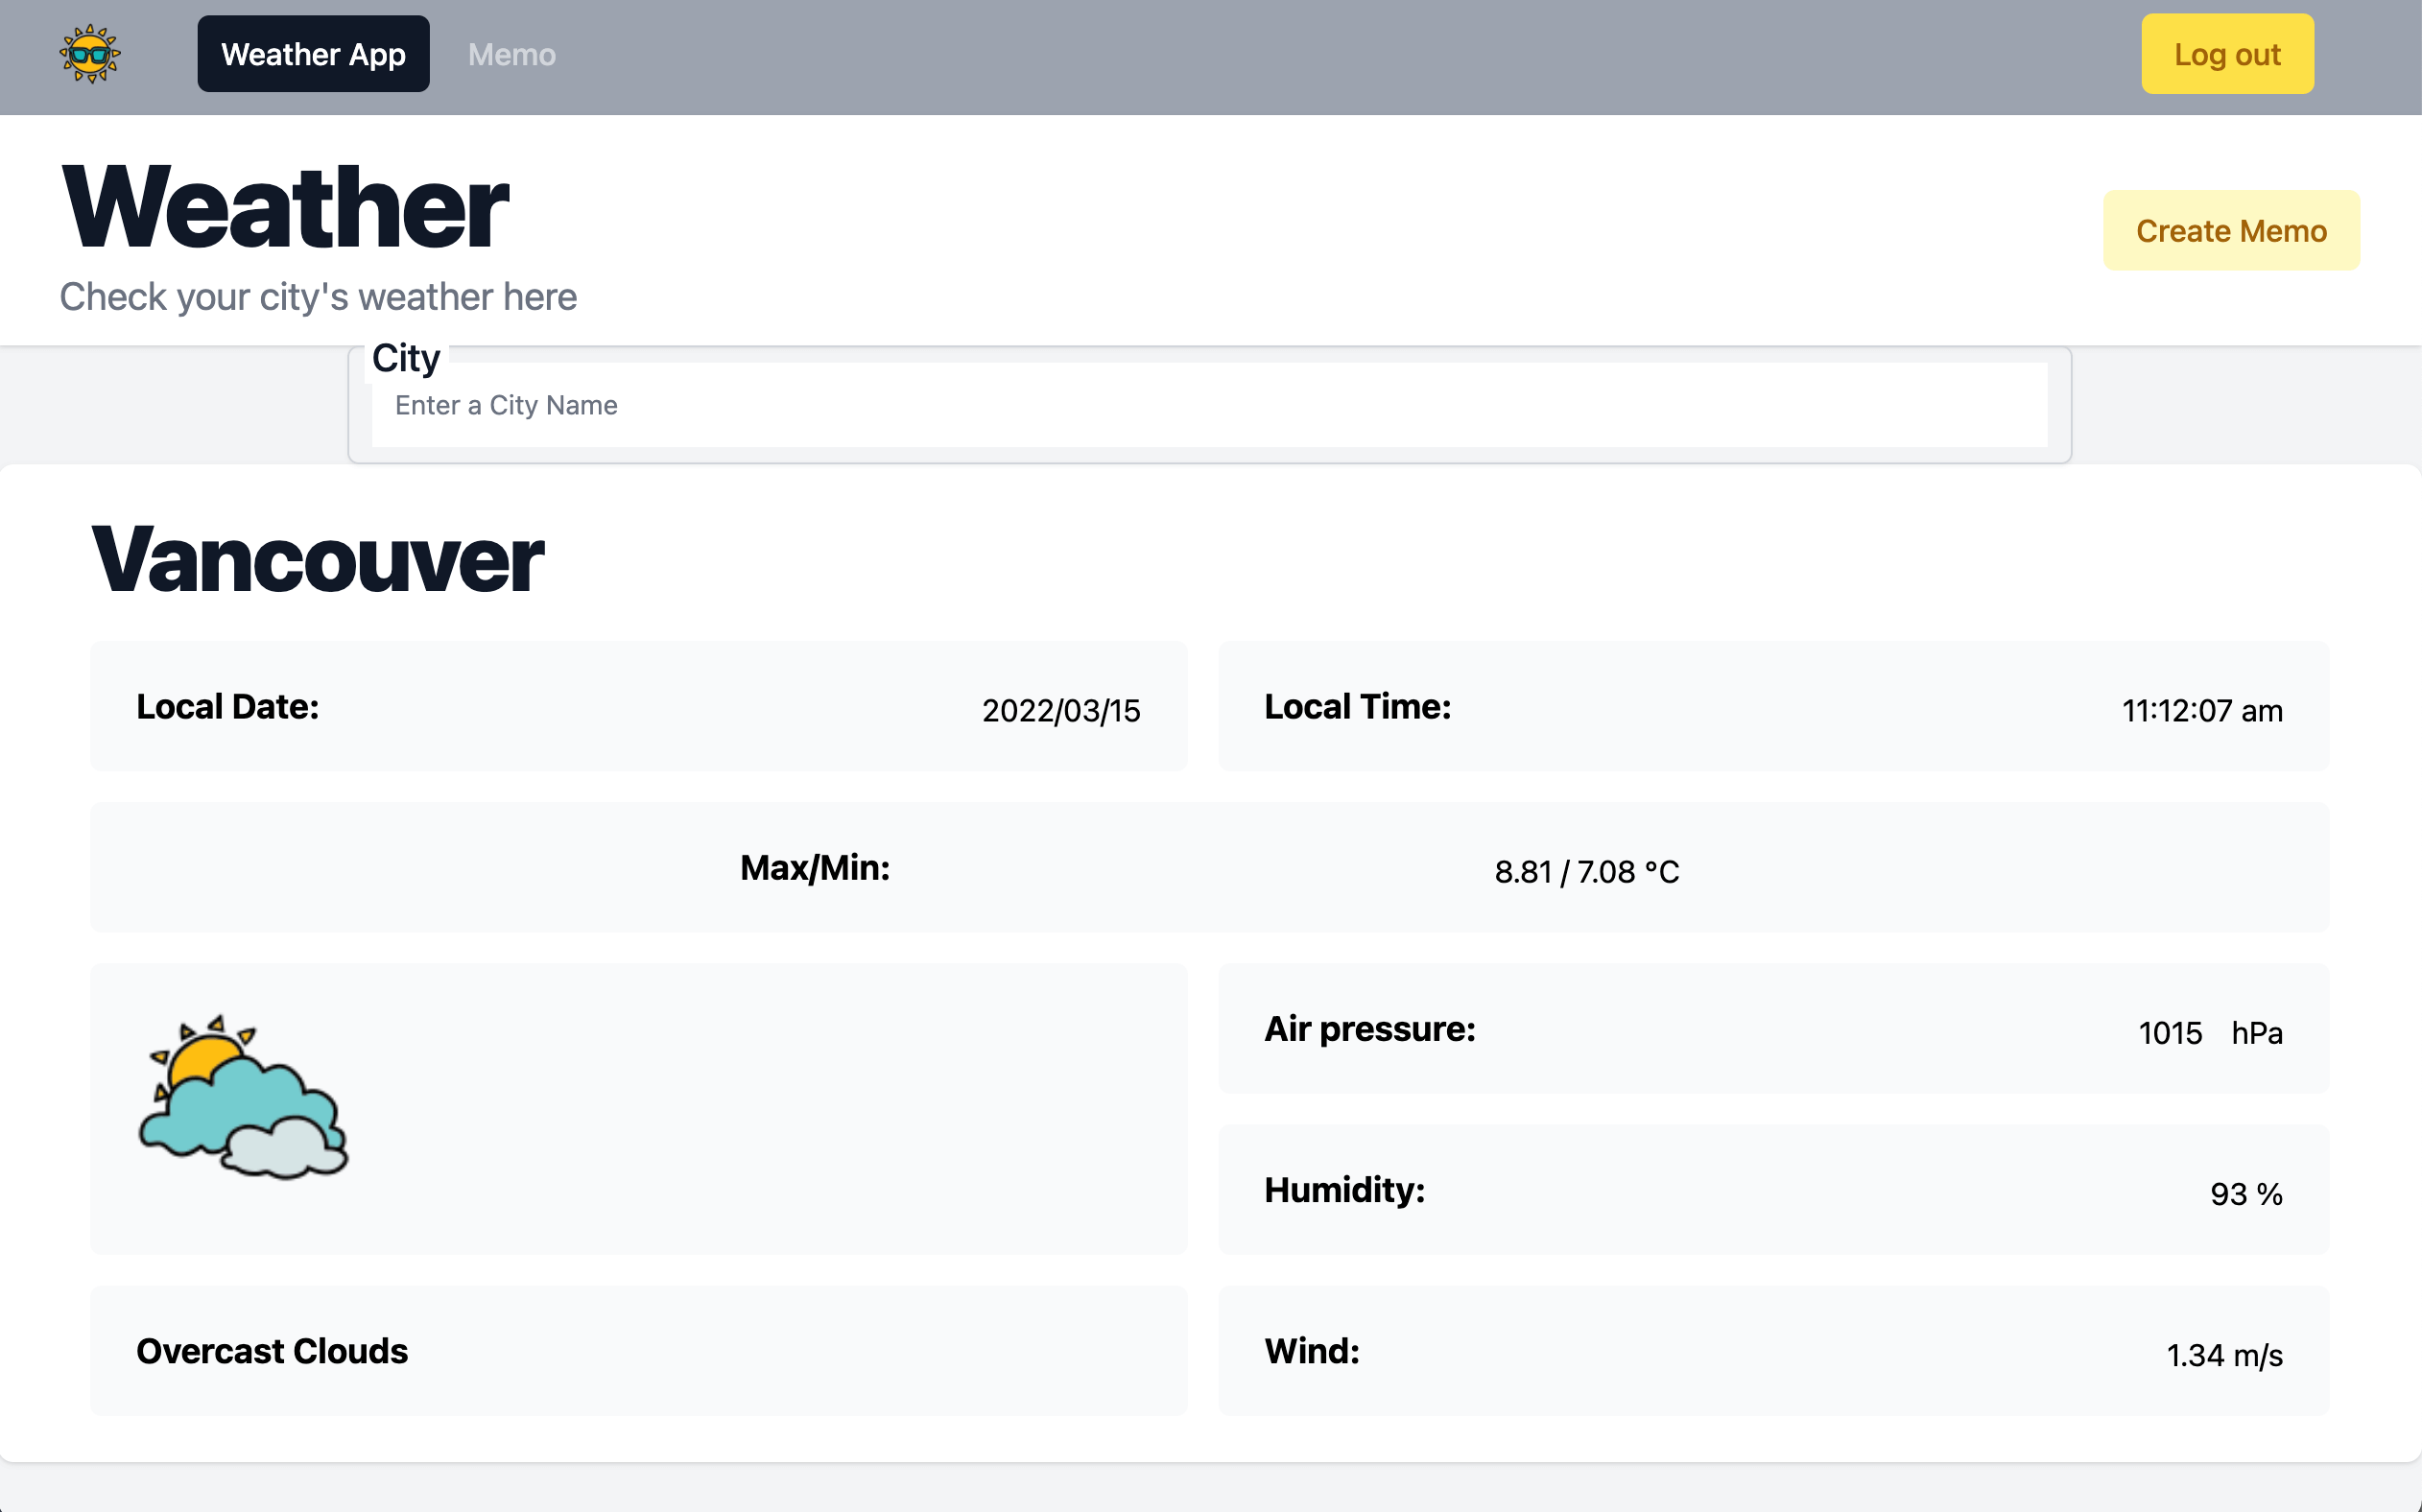 Weather App Memo Log out
Weather
Create Memo
Check your city's weather here
City
Enter a City Name
Vancouver
Local Date: 2022/03/15 Local Time: 11:12:07 am
Max/Min: 8.81 / 7.08 °C
Air pressure: 1015 hPa
Humidity: 93 %
Overcast Clouds Wind: 1.34 m/s